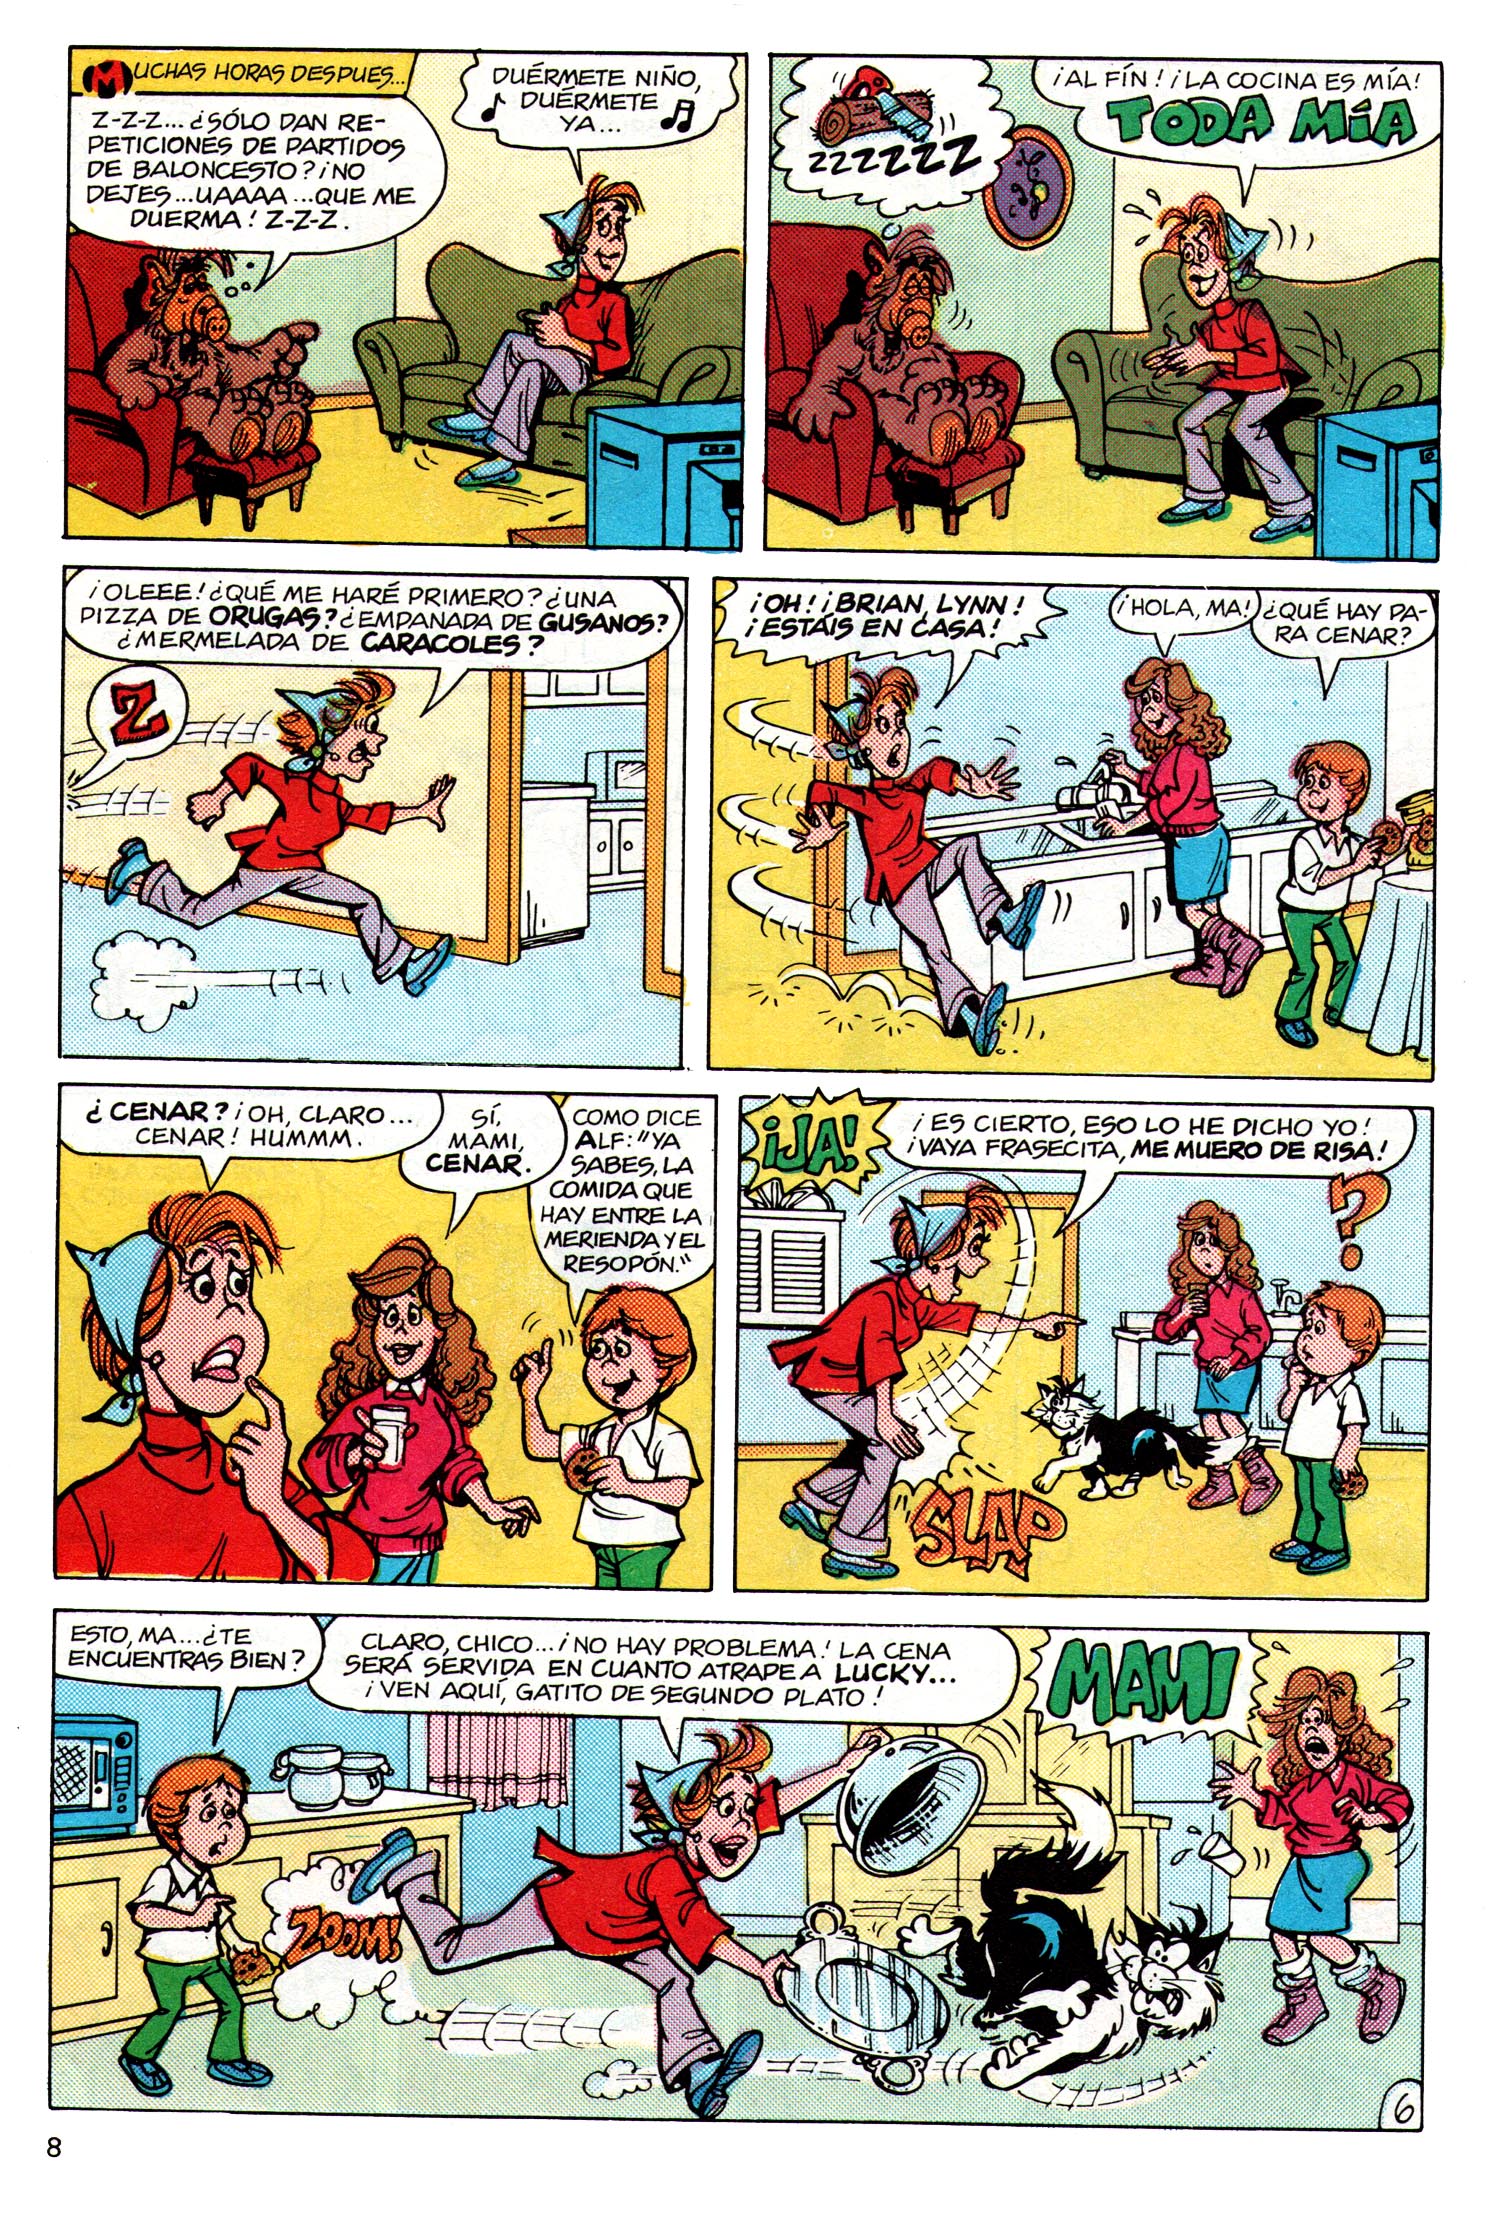 MUCHAS HORAS DESPUES...
Z-Z-Z... ¿SÓLO DAN RE-
PETICIONES DE PARTIDOS
DE BALONCESTO? ¡NO
DEJES...UAAAA...QUE ME
DUERMA! Z-Z-Z.
DUÉRMETE NIÑO,
DUÉRMETE
YA...
ZZZZZZ
¡AL FÍN! ¡LA COCINA ES MÍA!
TODA MíA
¡OLEEE! ¿QUÉ ME HARÉ PRIMERO? ¿UNA
PIZZA DE ORUGAS? ¿EMPANADA DE GUSANOS?
¿MERMELADA DE CARACOLES?
Z
¡OH! ¡BRIAN, LYNN!
¡ESTÁIS EN CASA!
¡HOLA, MA!
¿QUÉ HAY PA-
RA CENAR?
¿CENAR? ¡OH, CLARO...
CENAR! HUMMM.
SÍ,
MAMI,
CENAR.
COMO DICE
ALF: "YA
SABES, LA
COMIDA QUE
HAY ENTRE LA
MERIENDA Y EL
RESOPÓN."
¡JA!
¡ES CIERTO, ESO LO HE DICHO YO!
¡VAYA FRASECITA, ME MUERO DE RISA!
?
SLAP
ESTO, MA... ¿TE
ENCUENTRAS BIEN?
CLARO, CHICO... ¡NO HAY PROBLEMA! LA CENA
SERÁ SERVIDA EN CUANTO ATRAPE A LUCKY...
¡VEN AQUÍ, GATITO DE SEGUNDO PLATO!
MAMI
ZOOM!
6
8